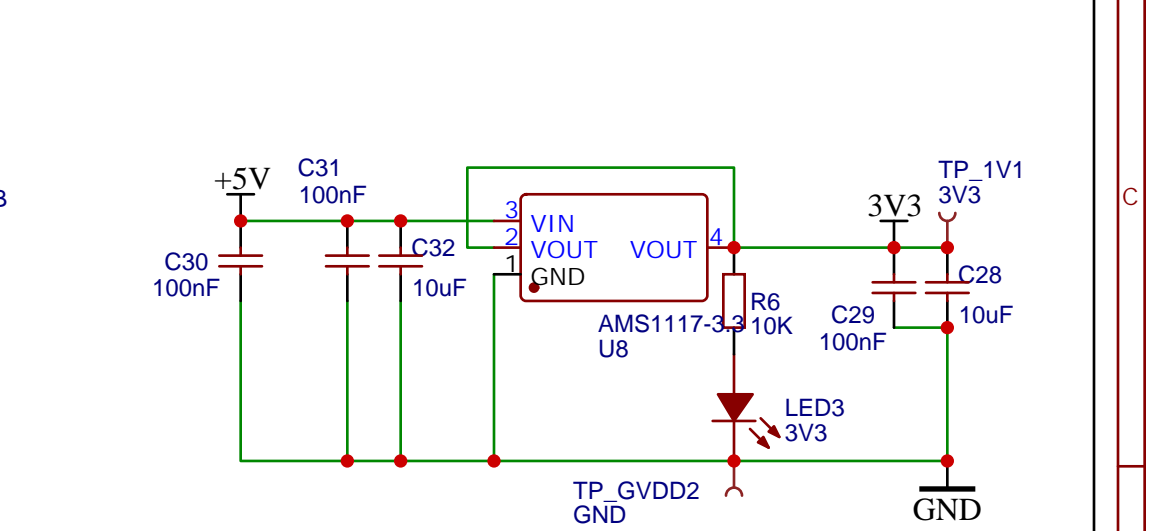 TP_1V1
3V3
C31
100nF
+5V
3V3
3
VIN
2
VOUT
VOUT
4
1
GND
C32
10uF
C30
100nF
C28
10uF
R6
10K
AMS1117-3.3
U8
C29
100nF
LED3
3V3
TP_GVDD2
GND
GND
C